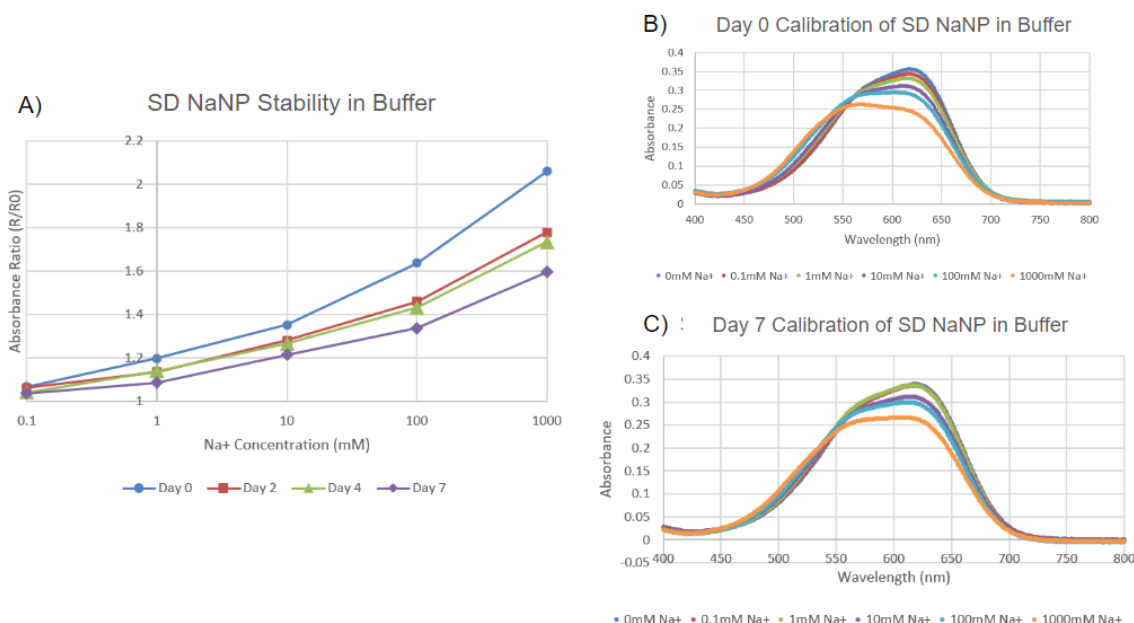 A)
SD NaNP Stability in Buffer
Absorbance Ratio (R/R0)
2.2
2
1.8
1.6
1.4
1.2
1
0.1 1 10 100 1000
Na+ Concentration (mM)
Day 0 Day 2 Day 4 Day 7
B)
Day 0 Calibration of SD NaNP in Buffer
Absorbance
0.4
0.35
0.3
0.25
0.2
0.15
0.1
0.05
0
400 450 500 550 600 650 700 750 800
Wavelength (nm)
0mM Na+ 0.1mM Na+ 1mM Na+ 10mM Na+ 100mM Na+ 1000mM Na+
C)
Day 7 Calibration of SD NaNP in Buffer
Absorbance
0.4
0.35
0.3
0.25
0.2
0.15
0.1
0.05
0
-0.05
400 450 500 550 600 650 700 750 800
Wavelength (nm)
0mM Na+ 0.1mM Na+ 1mM Na+ 10mM Na+ 100mM Na+ 1000mM Na+